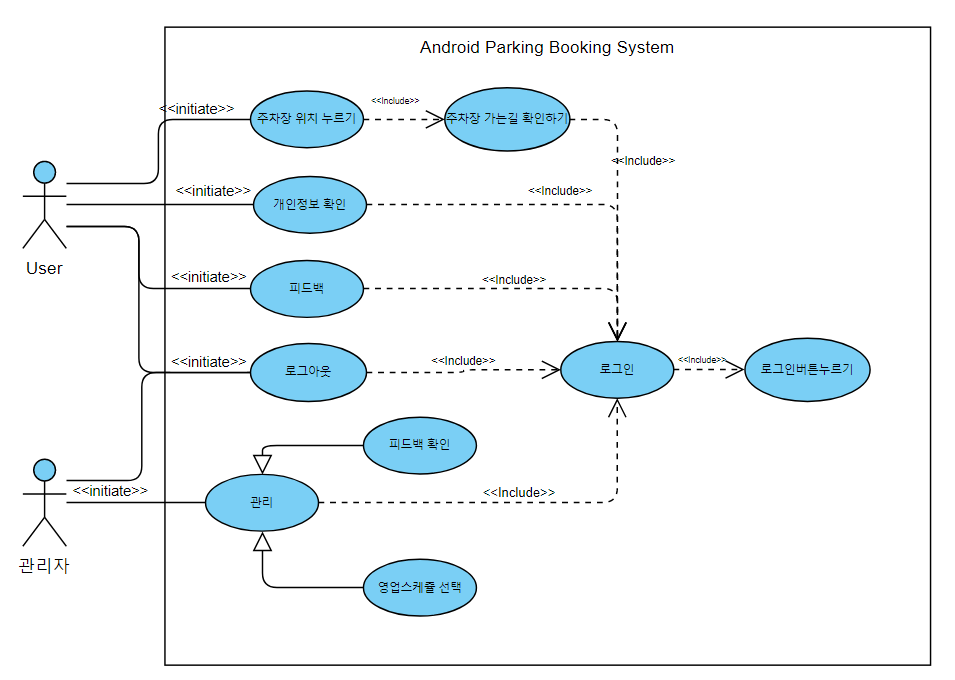 Android Parking Booking System
<<initiate>>
주차장 위치 누르기
<<Include>>
주차장 가는길 확인하기
<<Include>>
<<initiate>>
개인정보 확인
<<Include>>
User
<<initiate>>
피드백
<<Include>>
<<initiate>>
로그아웃
<<Include>>
로그인
<<Include>>
로그인버튼누르기
피드백 확인
<<initiate>>
관리
<<Include>>
관리자
영업스케쥴 선택